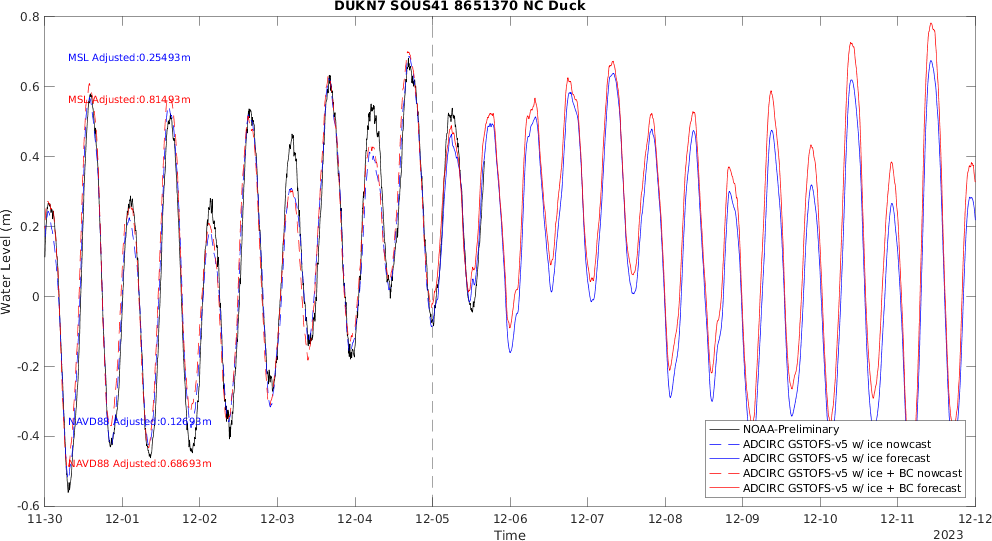 DUKN7 SOUS41 8651370 NC Duck
0.8
0.6
0.4
0.2
0
-0.2
-0.4
-0.6
Water Level (m)
MSL Adjusted:0.25493m
MSL Adjusted:0.81493m
NAVD88 Adjusted:0.12693m
NAVD88 Adjusted:0.68693m
NOAA-Preliminary
ADCIRC GSTOFS-v5 w/ ice nowcast
ADCIRC GSTOFS-v5 w/ ice forecast
ADCIRC GSTOFS-v5 w/ ice + BC nowcast
ADCIRC GSTOFS-v5 w/ ice + BC forecast
11-30 12-01 12-02 12-03 12-04 12-05 12-06 12-07 12-08 12-09 12-10 12-11 12-12
Time
2023